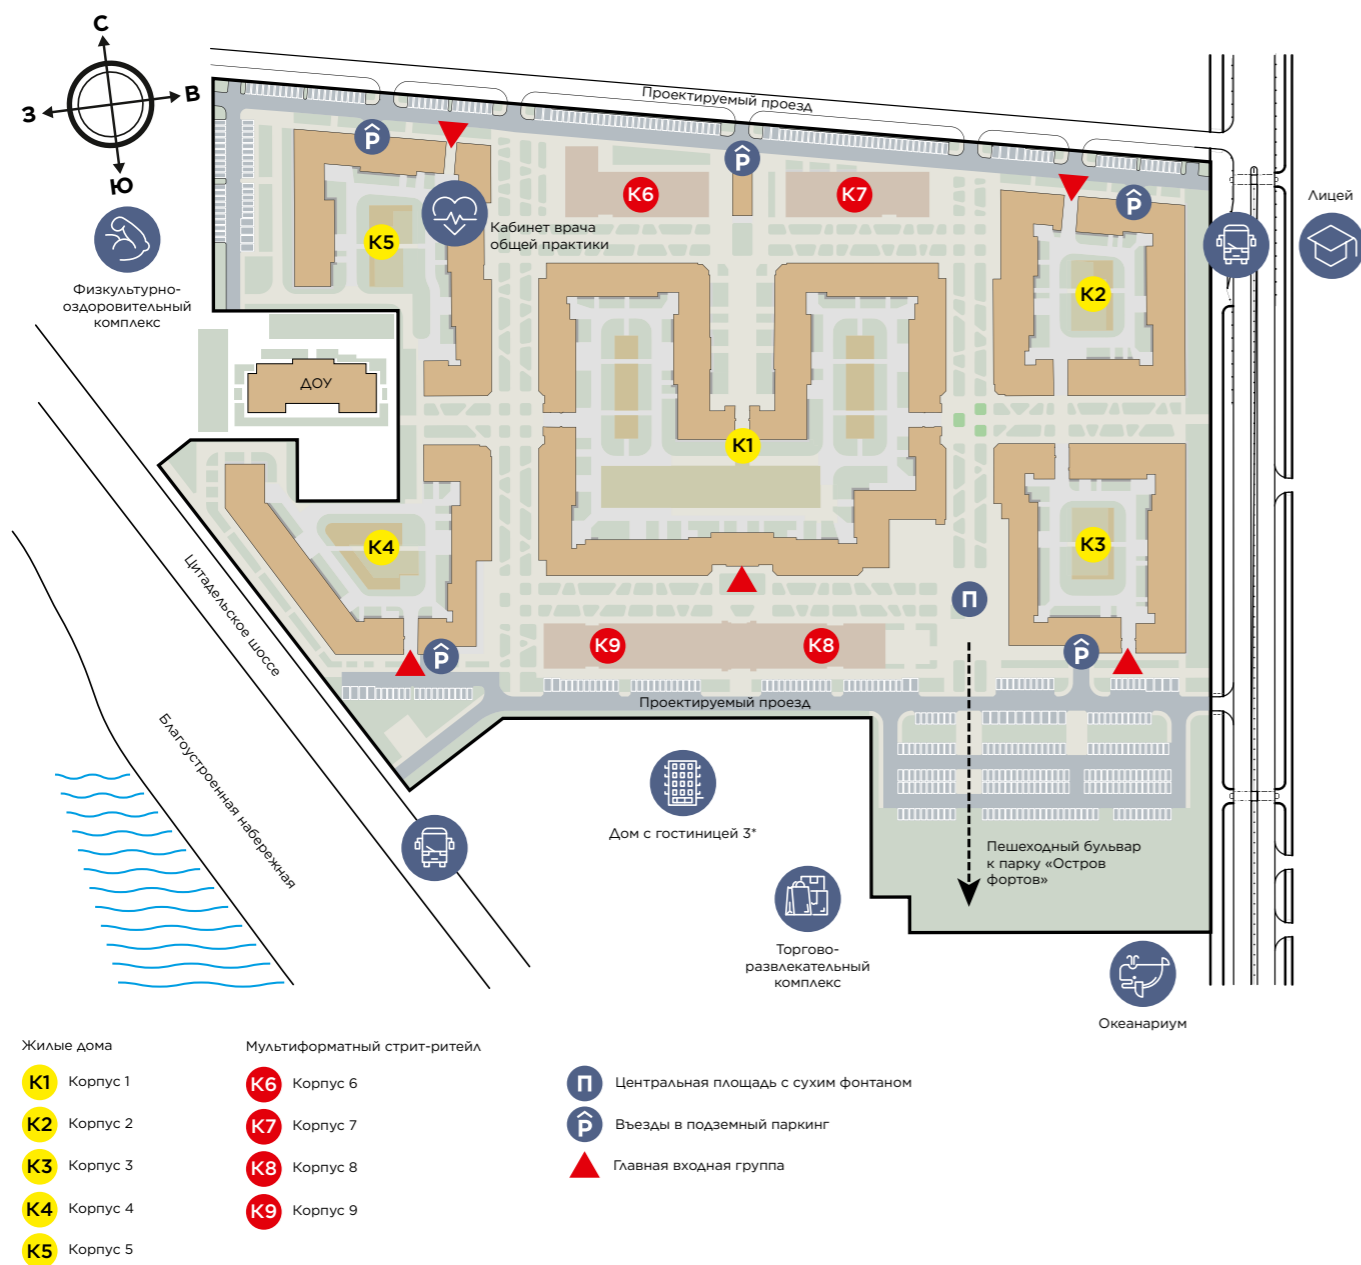 С
В
З
Ю
Проектируемый проезд
Р
Р
Р
К6
К7
Лицей
К5
Кабинет врача
общей практики
К2
Физкультурно-
оздоровительный
комплекс
ДОУ
К1
К4
К3
П
Цитадельское шоссе
К9
К8
Р
Р
Проектируемый проезд
Благоустроенная набережная
Дом с гостиницей 3*
Пешеходный бульвар
к парку «Остров
фортов»
Торгово-
развлекательный
комплекс
Океанариум
Жилые дома
К1 Корпус 1
К2 Корпус 2
К3 Корпус 3
К4 Корпус 4
К5 Корпус 5
Мультиформатный стрит-ритейл
К6 Корпус 6
К7 Корпус 7
К8 Корпус 8
К9 Корпус 9
П Центральная площадь с сухим фонтаном
Р Въезды в подземный паркинг
Главная входная группа